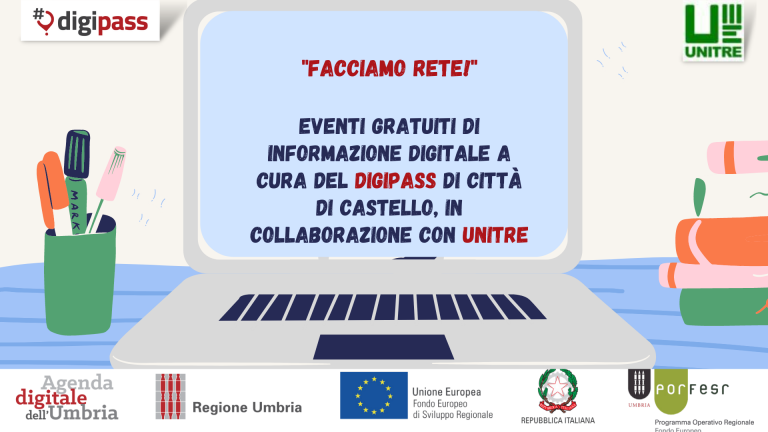 #digipass
UNITRE
"FACCIAMO RETE!"
EVENTI GRATUITI DI
INFORMAZIONE DIGITALE A
CURA DEL DIGIPASS DI CITTÀ
DI CASTELLO, IN
COLLABORAZIONE CON UNITRE
MARK
Agenda
digitale
dell'Umbria
Regione Umbria
Unione Europea
Fondo Europeo
di Sviluppo Regionale
REPUBBLICA ITALIANA
UMBRIA
porfesr
Programma Operativo Regionale
Fondo Europeo